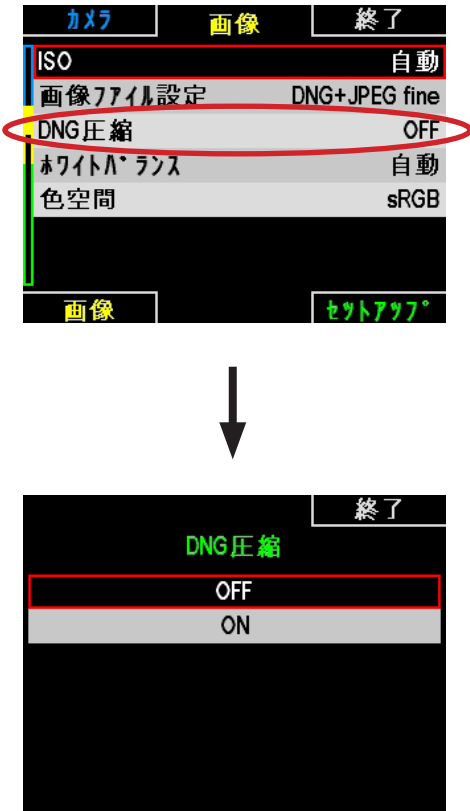 カメラ 画像 終了
ISO 自動
画像ファイル設定 DNG+JPEG fine
DNG圧縮 OFF
ホワイトバランス 自動
色空間 sRGB
画像 セットアップ
終了
DNG圧縮
OFF
ON